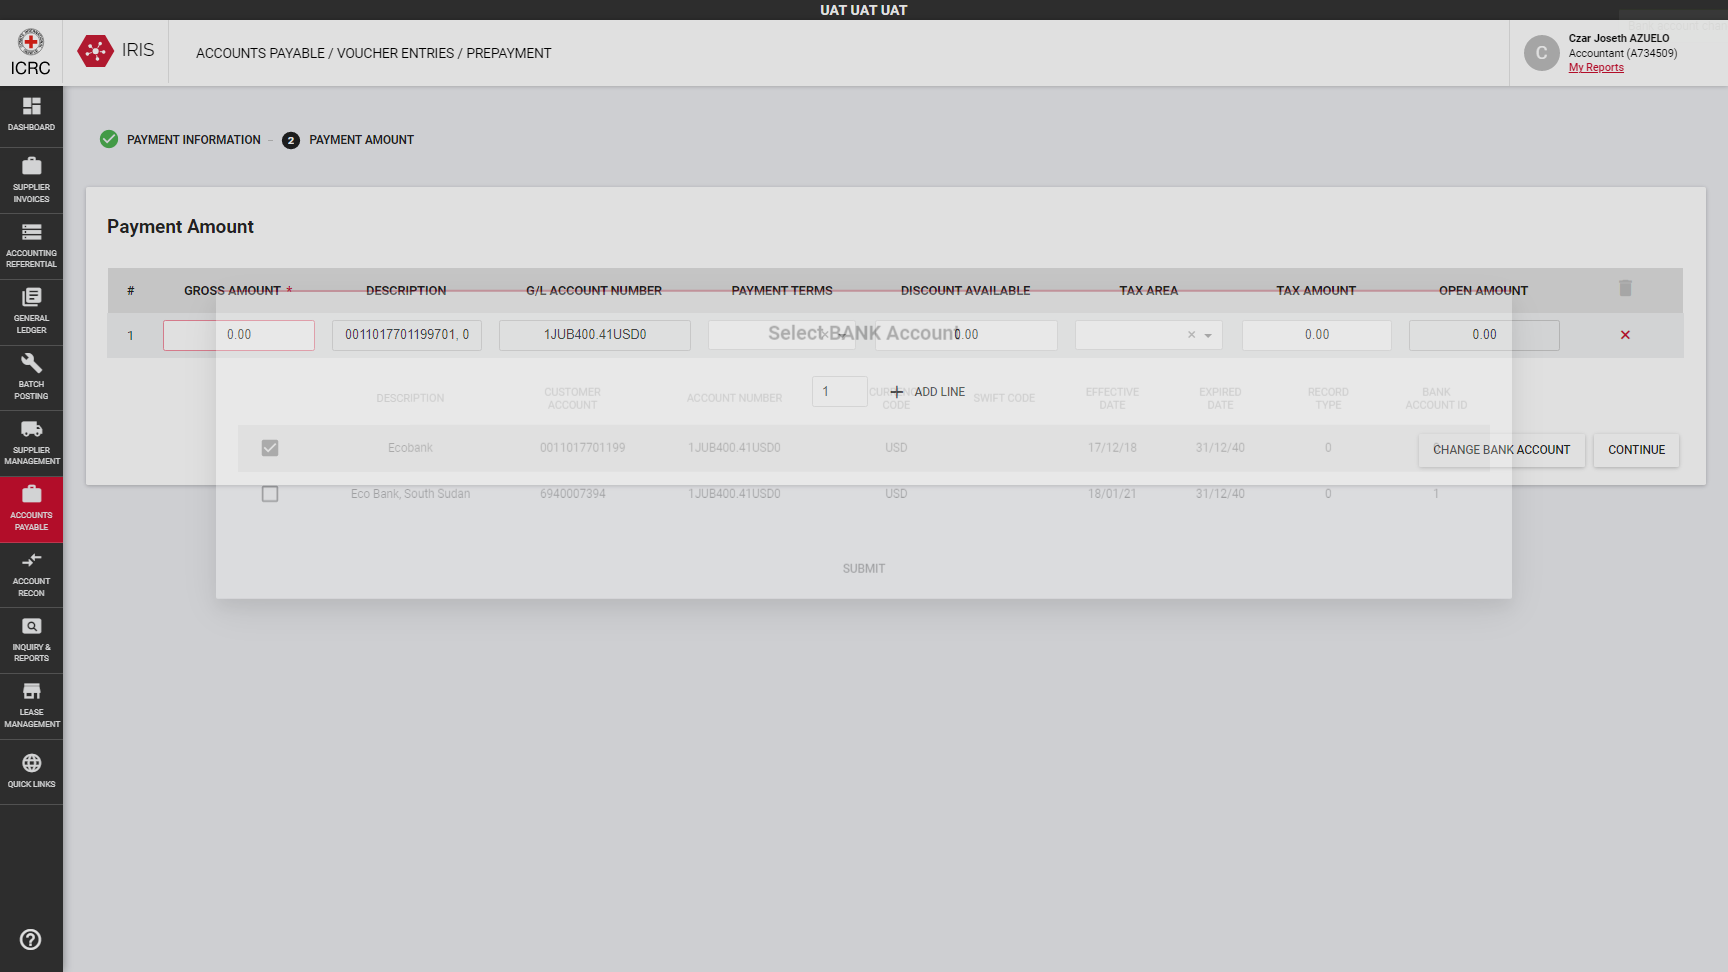 UAT UAT UAT
ICRC
IRIS
ACCOUNTS PAYABLE / VOUCHER ENTRIES / PREPAYMENT
C
Czar Joseth AZUELO
Accountant (A734509)
My Reports
DASHBOARD
SUPPLIER
INVOICES
ACCOUNTING
REFERENTIAL
GENERAL
LEDGER
BATCH
POSTING
SUPPLIER
MANAGEMENT
ACCOUNTS
PAYABLE
ACCOUNT
RECON
INQUIRY &
REPORTS
LEASE
MANAGEMENT
QUICK LINKS
PAYMENT INFORMATION
2 PAYMENT AMOUNT
Payment Amount
# GROSS AMOUNT * DESCRIPTION G/L ACCOUNT NUMBER PAYMENT TERMS DISCOUNT AVAILABLE TAX AREA TAX AMOUNT OPEN AMOUNT
1 0.00 0011017701199701, 0 1JUB400.41USD0 0.00 0.00 0.00
1 ADD LINE
CHANGE BANK ACCOUNT CONTINUE
Select BANK Account
DESCRIPTION CUSTOMER ACCOUNT ACCOUNT NUMBER CODE SWIFT CODE EFFECTIVE DATE EXPIRED DATE RECORD TYPE BANK ACCOUNT ID
Ecobank 0011017701199 1JUB400.41USD0 USD 17/12/18 31/12/40 0
Eco Bank, South Sudan 6940007394 1JUB400.41USD0 USD 18/01/21 31/12/40 0 1
SUBMIT